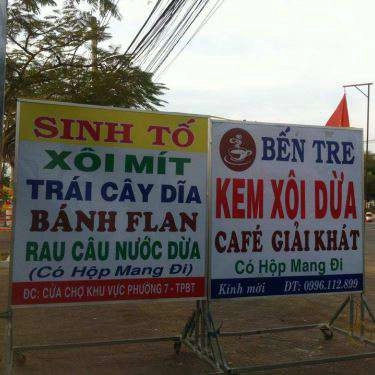 SINH TỐ
XÔI MÍT
TRÁI CÂY DĨA
BÁNH FLAN
RAU CÂU NƯỚC DỪA
(Có Hộp Mang Đi)
ĐC: CỬA CHỢ KHU VỰC PHƯỜNG 7 - TPBT
BẾN TRE
KEM XÔI DỪA
CAFÉ GIẢI KHÁT
Có Hộp Mang Đi
Kính mời ĐT: 0996.112.899